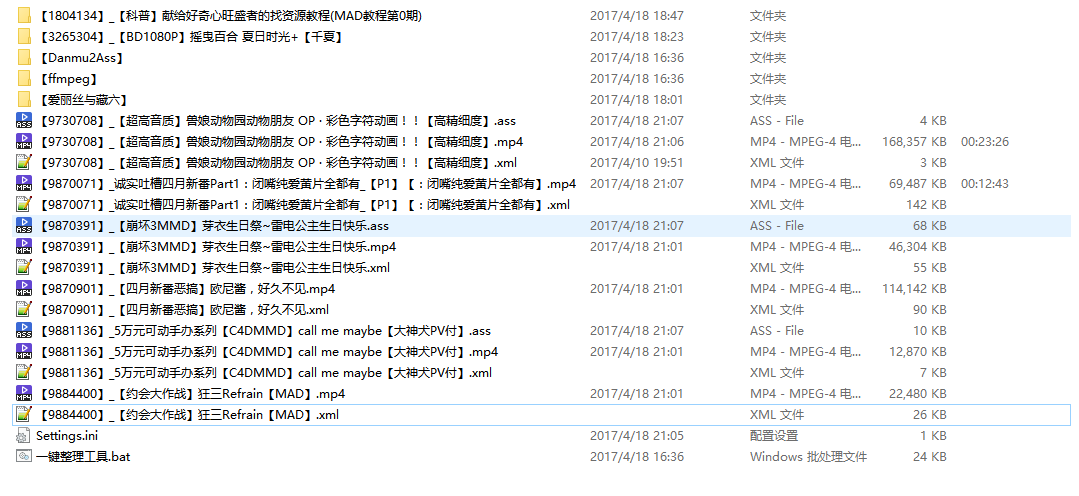 【1804134】_【科普】献给好奇心旺盛者的找资源教程(MAD教程第0期) 2017/4/18 18:47 文件夹
【3265304】_【BD1080P】摇曳百合 夏日时光+【千夏】 2017/4/18 18:23 文件夹
【Danmu2Ass】 2017/4/18 16:36 文件夹
【ffmpeg】 2017/4/18 16:36 文件夹
【爱丽丝与藏六】 2017/4/18 18:01 文件夹
ASS 【9730708】_【超高音质】兽娘动物园动物朋友 OP · 彩色字符动画！！【高精细度】.ass 2017/4/18 21:07 ASS - File 4 KB
MP4 【9730708】_【超高音质】兽娘动物园动物朋友 OP · 彩色字符动画！！【高精细度】.mp4 2017/4/18 21:06 MP4 - MPEG-4 电... 168,357 KB 00:23:26
【9730708】_【超高音质】兽娘动物园动物朋友 OP · 彩色字符动画！！【高精细度】.xml 2017/4/10 19:51 XML 文件 3 KB
MP4 【9870071】_诚实吐槽四月新番Part1：闭嘴纯爱黄片全都有_【P1】【：闭嘴纯爱黄片全都有】.mp4 2017/4/18 21:07 MP4 - MPEG-4 电... 69,487 KB 00:12:43
【9870071】_诚实吐槽四月新番Part1：闭嘴纯爱黄片全都有_【P1】【：闭嘴纯爱黄片全都有】.xml XML 文件 142 KB
ASS 【9870391】_【崩坏3MMD】芽衣生日祭~雷电公主生日快乐.ass 2017/4/18 21:07 ASS - File 68 KB
MP4 【9870391】_【崩坏3MMD】芽衣生日祭~雷电公主生日快乐.mp4 2017/4/18 21:01 MP4 - MPEG-4 电... 46,304 KB
【9870391】_【崩坏3MMD】芽衣生日祭~雷电公主生日快乐.xml XML 文件 55 KB
MP4 【9870901】_【四月新番恶搞】欧尼酱，好久不见.mp4 2017/4/18 21:01 MP4 - MPEG-4 电... 114,142 KB
【9870901】_【四月新番恶搞】欧尼酱，好久不见.xml XML 文件 90 KB
ASS 【9881136】_5万元可动手办系列【C4DMMD】call me maybe【大神犬PV付】.ass 2017/4/18 21:07 ASS - File 10 KB
MP4 【9881136】_5万元可动手办系列【C4DMMD】call me maybe【大神犬PV付】.mp4 2017/4/18 21:01 MP4 - MPEG-4 电... 12,870 KB
【9881136】_5万元可动手办系列【C4DMMD】call me maybe【大神犬PV付】.xml XML 文件 7 KB
MP4 【9884400】_【约会大作战】狂三Refrain【MAD】.mp4 2017/4/18 21:01 MP4 - MPEG-4 电... 22,480 KB
【9884400】_【约会大作战】狂三Refrain【MAD】.xml XML 文件 26 KB
Settings.ini 2017/4/18 21:05 配置设置 1 KB
一键整理工具.bat 2017/4/18 16:36 Windows 批处理文件 24 KB